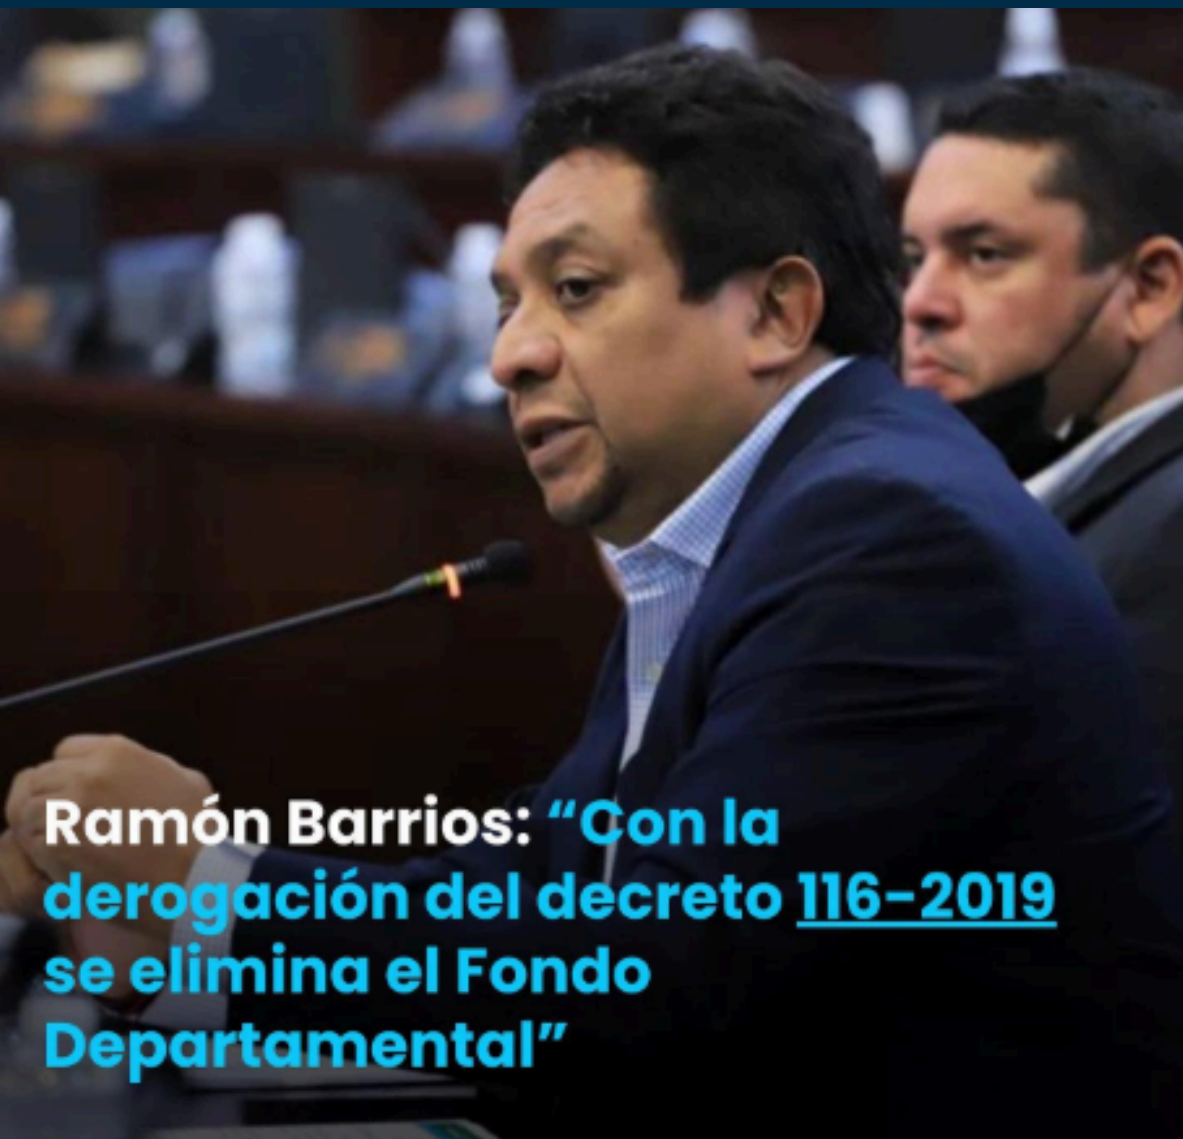 Ramón Barrios: “Con la
derogación del decreto 116-2019
se elimina el Fondo
Departamental”